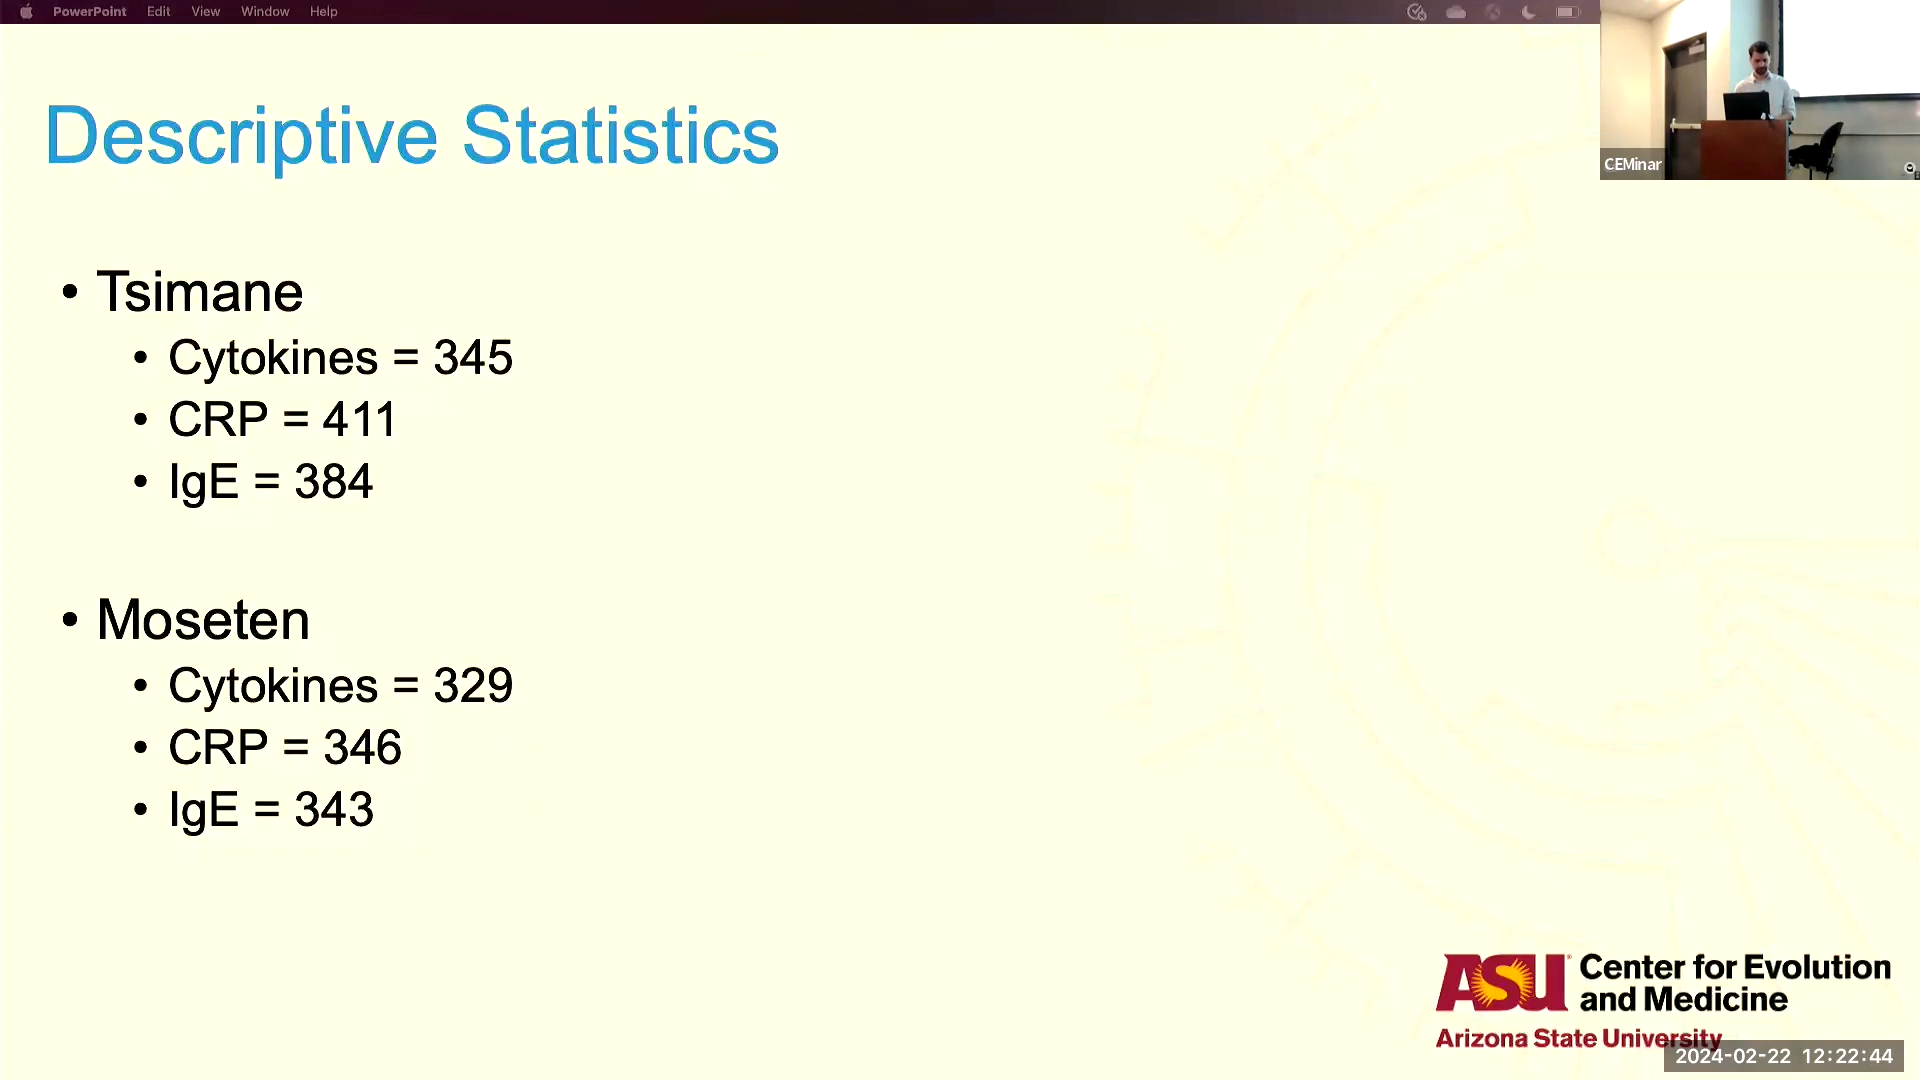 PowerPoint Edit View Window Help
CEMinar
Descriptive Statistics
• Tsimane
• Cytokines = 345
• CRP = 411
• IgE = 384
• Moseten
• Cytokines = 329
• CRP = 346
• IgE = 343
ASU Center for Evolution
and Medicine
Arizona State University
2024-02-22 12:22:44